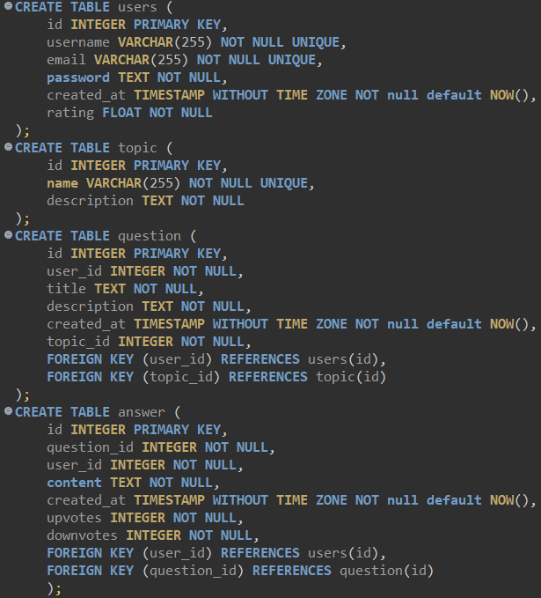 CREATE TABLE users (
id INTEGER PRIMARY KEY,
username VARCHAR(255) NOT NULL UNIQUE,
email VARCHAR(255) NOT NULL UNIQUE,
password TEXT NOT NULL,
created_at TIMESTAMP WITHOUT TIME ZONE NOT null default NOW(),
rating FLOAT NOT NULL
);
CREATE TABLE topic (
id INTEGER PRIMARY KEY,
name VARCHAR(255) NOT NULL UNIQUE,
description TEXT NOT NULL
);
CREATE TABLE question (
id INTEGER PRIMARY KEY,
user_id INTEGER NOT NULL,
title TEXT NOT NULL,
description TEXT NOT NULL,
created_at TIMESTAMP WITHOUT TIME ZONE NOT null default NOW(),
topic_id INTEGER NOT NULL,
FOREIGN KEY (user_id) REFERENCES users(id),
FOREIGN KEY (topic_id) REFERENCES topic(id)
);
CREATE TABLE answer (
id INTEGER PRIMARY KEY,
question_id INTEGER NOT NULL,
user_id INTEGER NOT NULL,
content TEXT NOT NULL,
created_at TIMESTAMP WITHOUT TIME ZONE NOT null default NOW(),
upvotes INTEGER NOT NULL,
downvotes INTEGER NOT NULL,
FOREIGN KEY (user_id) REFERENCES users(id),
FOREIGN KEY (question_id) REFERENCES question(id)
);